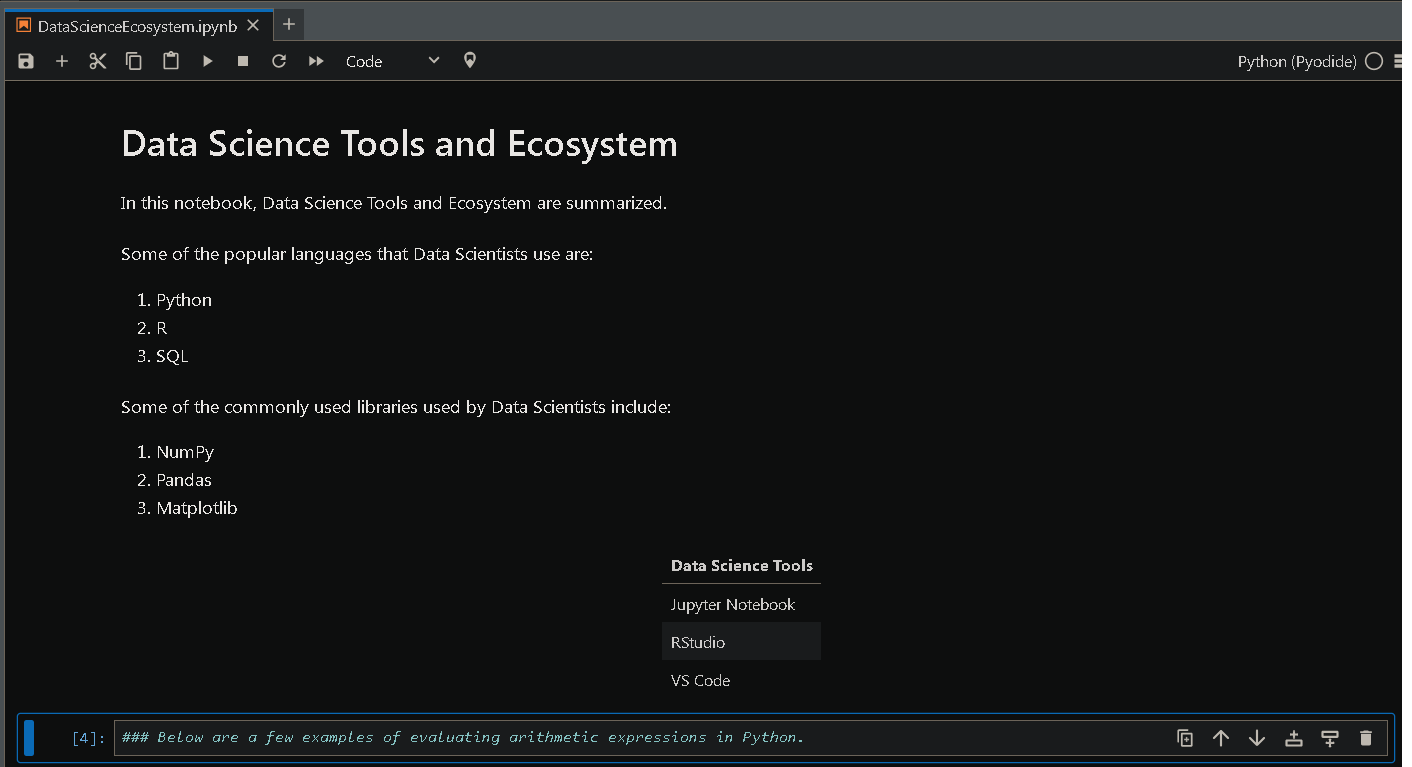 DataScienceEcosystem.ipynb
Code
Python (Pyodide)
Data Science Tools and Ecosystem
In this notebook, Data Science Tools and Ecosystem are summarized.
Some of the popular languages that Data Scientists use are:
1. Python
2. R
3. SQL
Some of the commonly used libraries used by Data Scientists include:
1. NumPy
2. Pandas
3. Matplotlib
Data Science Tools
Jupyter Notebook
RStudio
VS Code
[4]: ### Below are a few examples of evaluating arithmetic expressions in Python.